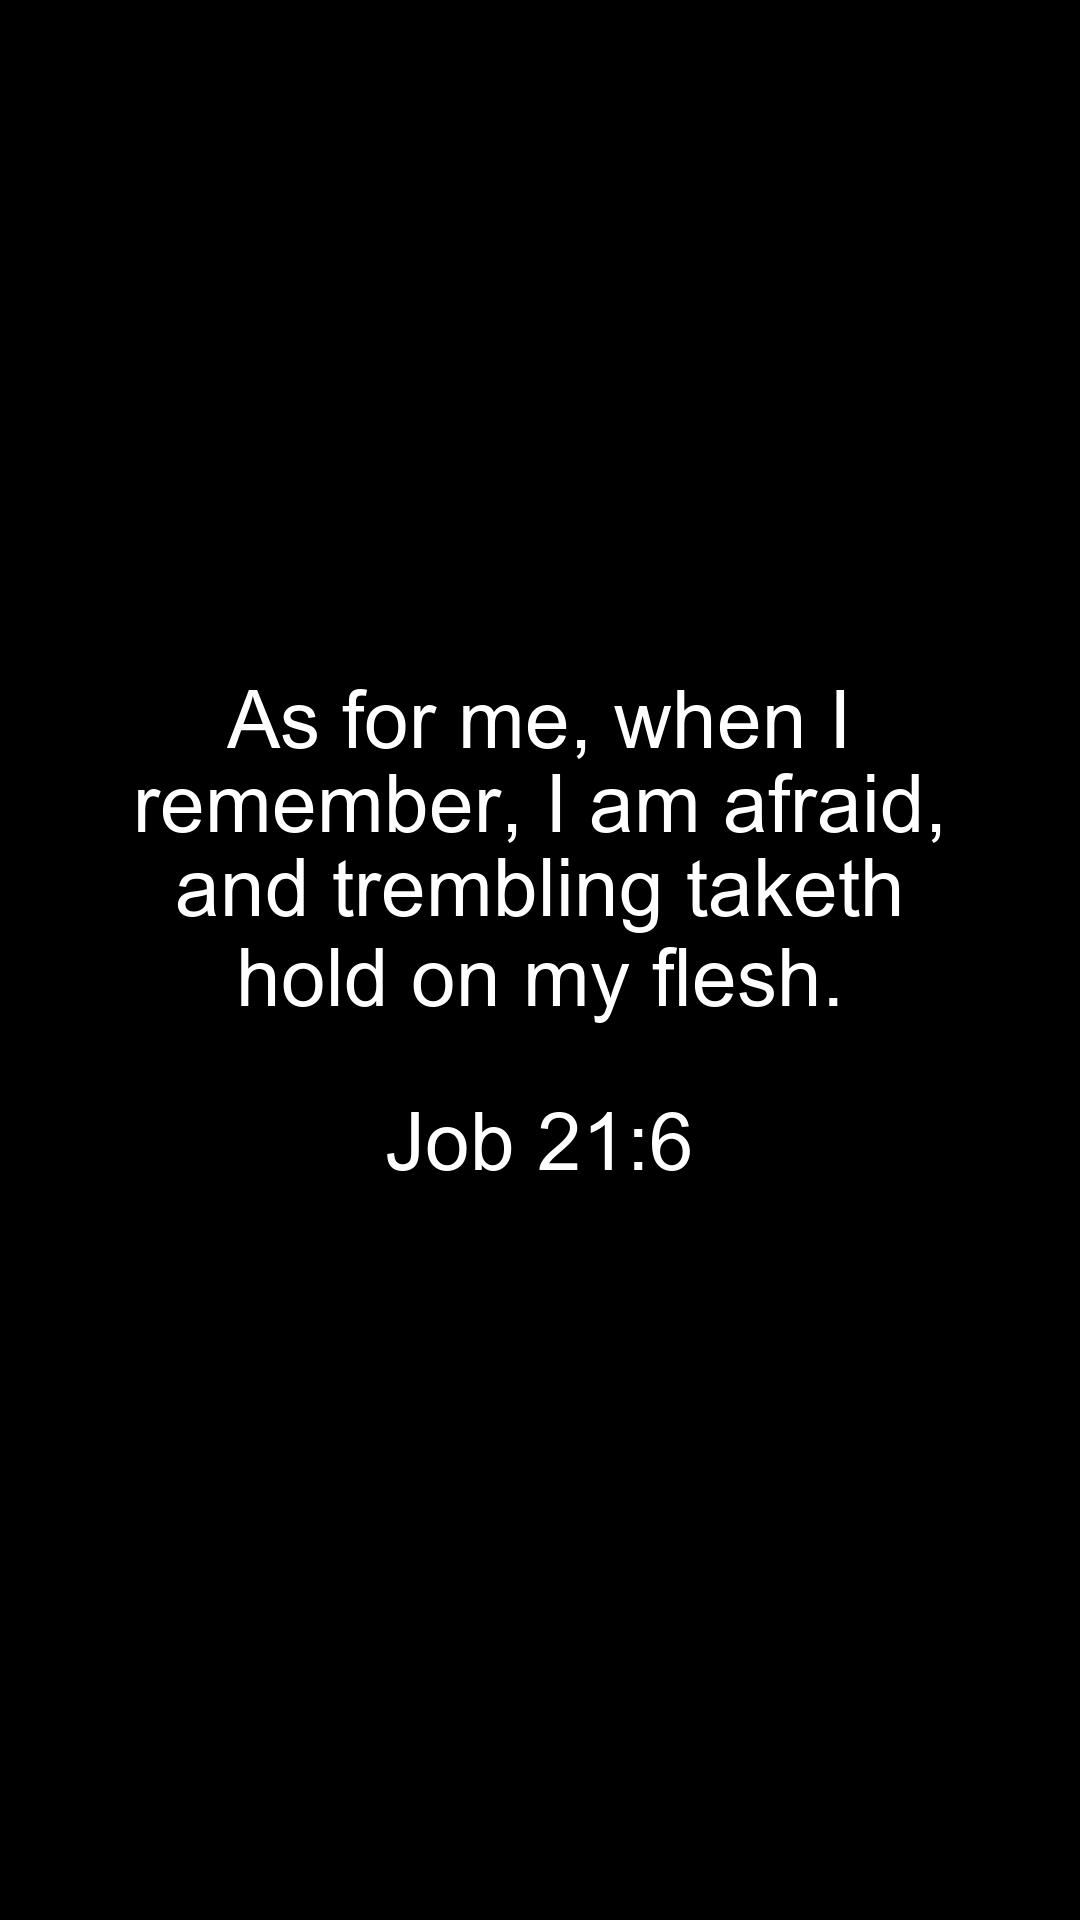 As for me, when I
remember, I am afraid,
and trembling taketh
hold on my flesh.
Job 21:6